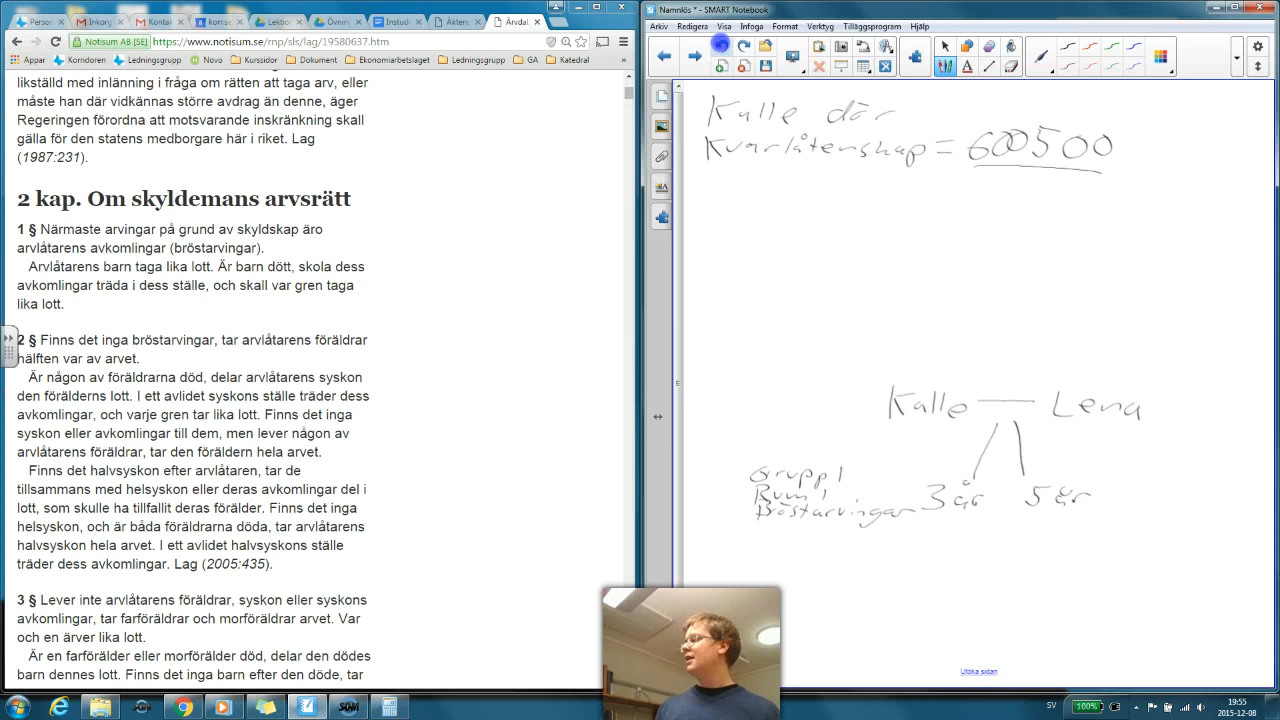 Person
Inkorg
Kontak
komse
Lektion
Övning
Instud
Äkten
Ärvdal
Notisum AB [SE]
https://www.notisum.se/rnp/sls/lag/19580637.htm
Appar
Korndören
Ledningsgrupp
Novo
Kurssidor
Dokument
Ekonomiarbetslaget
Ledningsgrupp
GA
Katedral
likställd med inlänning i fråga om rätten att taga arv, eller
måste han där vidkännas större avdrag än denne, äger
Regeringen förordna att motsvarande inskränkning skall
gälla för den statens medborgare här i riket. Lag
(1987:231).
2 kap. Om skyldemans arvsrätt
1 § Närmaste arvingar på grund av skyldskap äro
arvlåtarens avkomlingar (bröstarvingar).
Arvlåtarens barn taga lika lott. Är barn dött, skola dess
avkomlingar träda i dess ställe, och skall var gren taga
lika lott.
2 § Finns det inga bröstarvingar, tar arvlåtarens föräldrar
hälften var av arvet.
Är någon av föräldrarna död, delar arvlåtarens syskon
den förälderns lott. I ett avlidet syskons ställe träder dess
avkomlingar, och varje gren tar lika lott. Finns det inga
syskon eller avkomlingar till dem, men lever någon av
arvlåtarens föräldrar, tar den föräldern hela arvet.
Finns det halvsyskon efter arvlåtaren, tar de
tillsammans med helsyskon eller deras avkomlingar del i
lott, som skulle ha tillfallit deras förälder. Finns det inga
helsyskon, och är båda föräldrarna döda, tar arvlåtarens
halvsyskon hela arvet. I ett avlidet halvsyskons ställe
träder dess avkomlingar. Lag (2005:435).
3 § Lever inte arvlåtarens föräldrar, syskon eller syskons
avkomlingar, tar farföräldrar och morföräldrar arvet. Var
och en ärver lika lott.
Är en farförälder eller morförälder död, delar den dödes
barn dennes lott. Finns det inga barn efter den döde, tar
Namnlös * - SMART Notebook
Arkiv Redigera Visa Infoga Format Verktyg Tilläggsprogram Hjälp
Kalle dör
Kvarlåtenskap = 600500
Kalle — Lena
Grupp 1
Rum 1
Bröstarvingar 3 år 5 år
Utöka sidan
SV
100%
19:55
2015-12-08